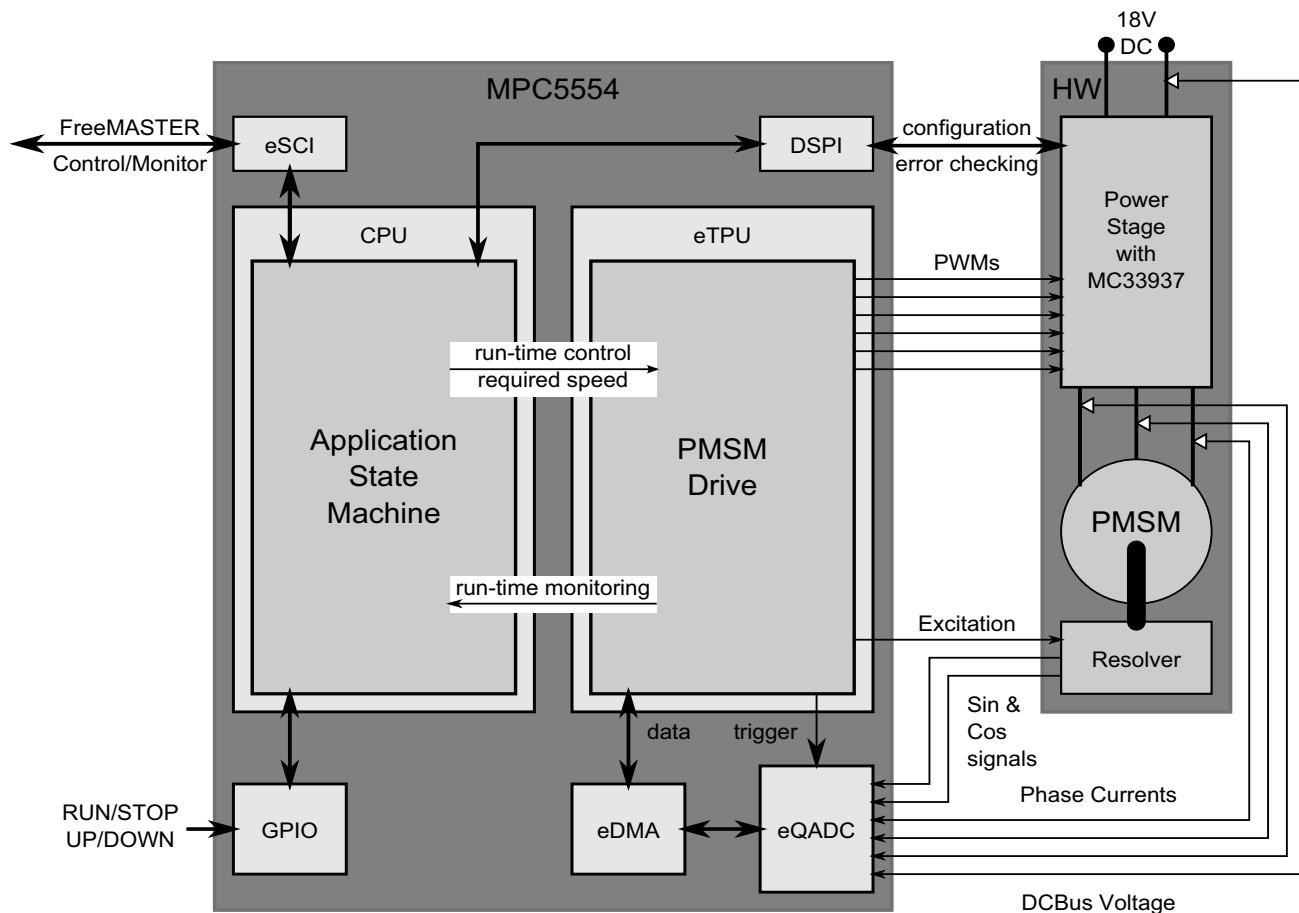 18V
DC
MPC5554
HW
FreeMASTER
Control/Monitor
eSCI
DSPI
configuration
error checking
Power
Stage
with
MC33937
CPU
eTPU
PWMs
run-time control
required speed
Application
State
Machine
PMSM
Drive
PMSM
run-time monitoring
Excitation
Resolver
data
trigger
Sin &
Cos
signals
Phase Currents
RUN/STOP
UP/DOWN
GPIO
eDMA
eQADC
DCBus Voltage